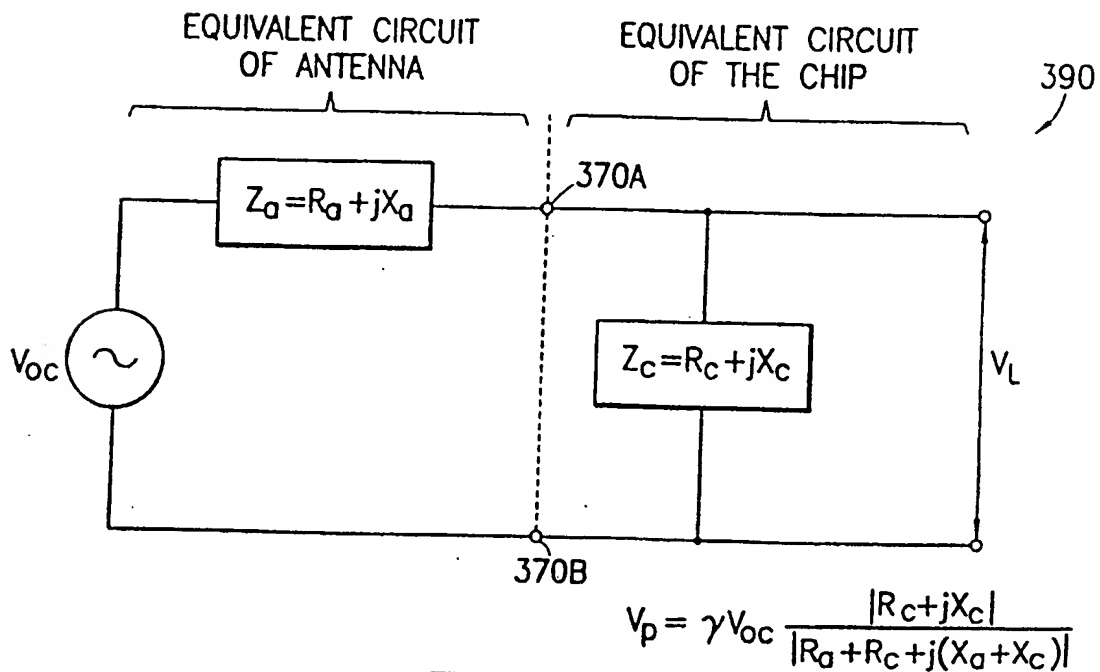 EQUIVALENT CIRCUIT
OF ANTENNA
EQUIVALENT CIRCUIT
OF THE CHIP
390
Za=Ra+jXa
370A
Voc
Zc=Rc+jXc
VL
370B
Vp = γVoc |Rc+jXc| / |Ra+Rc+j(Xa+Xc)|